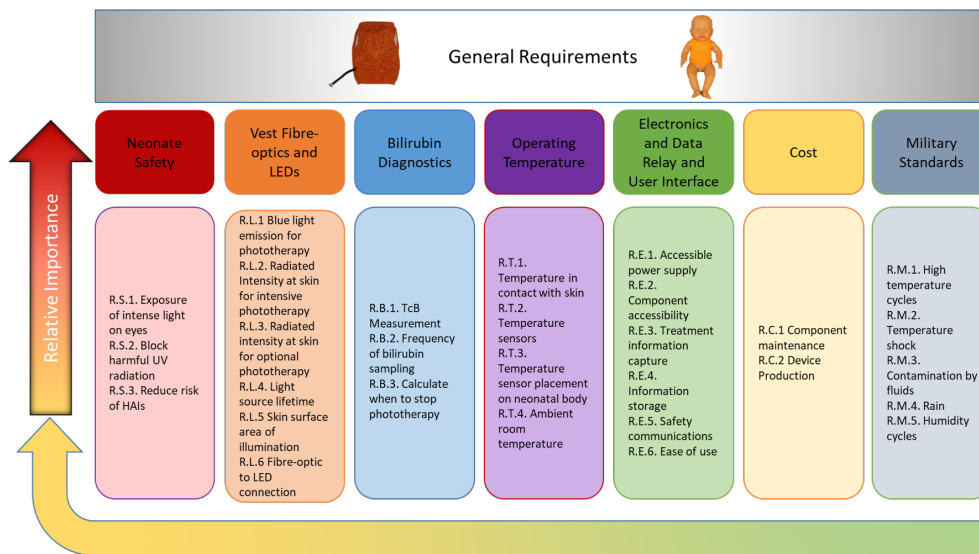 General Requirements
Relative Importance
Neonate
Safety
Vest Fibre-
optics and
LEDs
Bilirubin
Diagnostics
Operating
Temperature
Electronics
and Data
Relay and
User Interface
Cost
Military
Standards
R.S.1. Exposure
of intense light
on eyes
R.S.2. Block
harmful UV
radiation
R.S.3. Reduce risk
of HAIs
R.L.1 Blue light
emission for
phototherapy
R.L.2. Radiated
Intensity at skin
for intensive
phototherapy
R.L.3. Radiated
intensity at skin
for optional
phototherapy
R.L.4. Light
source lifetime
R.L.5 Skin surface
area of
illumination
R.L.6 Fibre-optic
to LED
connection
R.B.1. TcB
Measurement
R.B.2. Frequency
of bilirubin
sampling
R.B.3. Calculate
when to stop
phototherapy
R.T.1.
Temperature in
contact with skin
R.T.2.
Temperature
sensors
R.T.3.
Temperature
sensor placement
on neonatal body
R.T.4. Ambient
room
temperature
R.E.1. Accessible
power supply
R.E.2.
Component
accessibility
R.E.3. Treatment
information
capture
R.E.4.
Information
storage
R.E.5. Safety
communications
R.E.6. Ease of use
R.C.1 Component
maintenance
R.C.2 Device
Production
R.M.1. High
temperature
cycles
R.M.2.
Temperature
shock
R.M.3.
Contamination by
fluids
R.M.4. Rain
R.M.5. Humidity
cycles